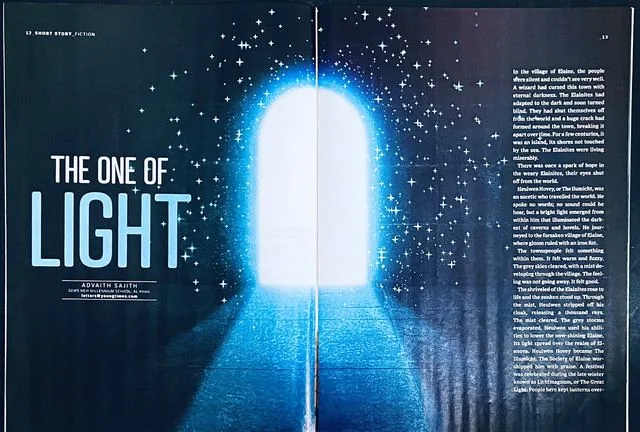 12_SHORT STORY_FICTION
_13
THE ONE OF
LIGHT
ADVAITH SAJITH
GEMS NEW MILLENNIUM SCHOOL, AL KHAIL
letters@youngtimes.com
In the village of Elaine, the people
were silent and couldn't see very well.
A wizard had cursed this town with
eternal darkness. The Elainites had
adapted to the dark and soon turned
blind. They had shut themselves off
from the world and a huge crack had
formed around the town, breaking it
apart over time. For a few centuries, it
was an island, its shores not touched
by the sea. The Elainites were living
miserably.
There was once a spark of hope in
the weary Elainites, their eyes shut
off from the world.
Heulwen Hovey, or The Ilumicht, was
an ascetic who travelled the world. He
spoke no words; no sound could he
hear, but a bright light emerged from
within him that illuminated the dark-
est of caverns and hovels. He jour-
neyed to the forsaken village of Elaine,
where gloom ruled with an iron fist.
The townspeople felt something
within them. It felt warm and fuzzy.
The grey skies cleared, with a mist de-
veloping through the village. The feel-
ing was not going away. It felt good.
The shriveled of the Elainites rose to
life and the sunken stood up. Through
the mist, Heulwen stripped off his
cloak, releasing a thousand rays.
The mist cleared. The grey storms
evaporated, Heulwen used his abili-
ties to lower the now-shining Elaine.
Its light spread over the realm of El-
anova. Heulwen Hovey became The
Illumicht. The Society of Elaine wor-
shipped him with praise. A festival
was celebrated during the late winter
known as Lichtmagnum, or The Great
Light. People here kept lanterns over-